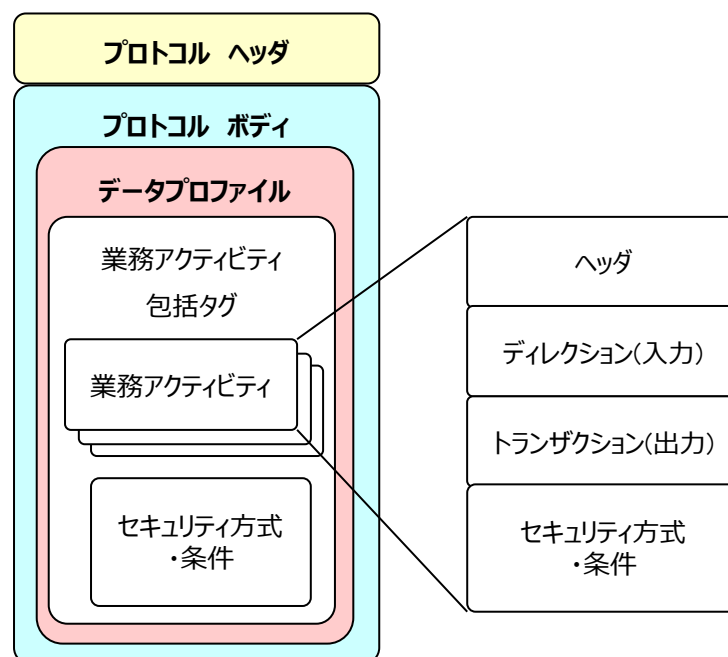 プロトコル ヘッダ
プロトコル ボディ
データプロファイル
業務アクティビティ
包括タグ
業務アクティビティ
セキュリティ方式
・条件
ヘッダ
ディレクション(入力)
トランザクション(出力)
セキュリティ方式
・条件